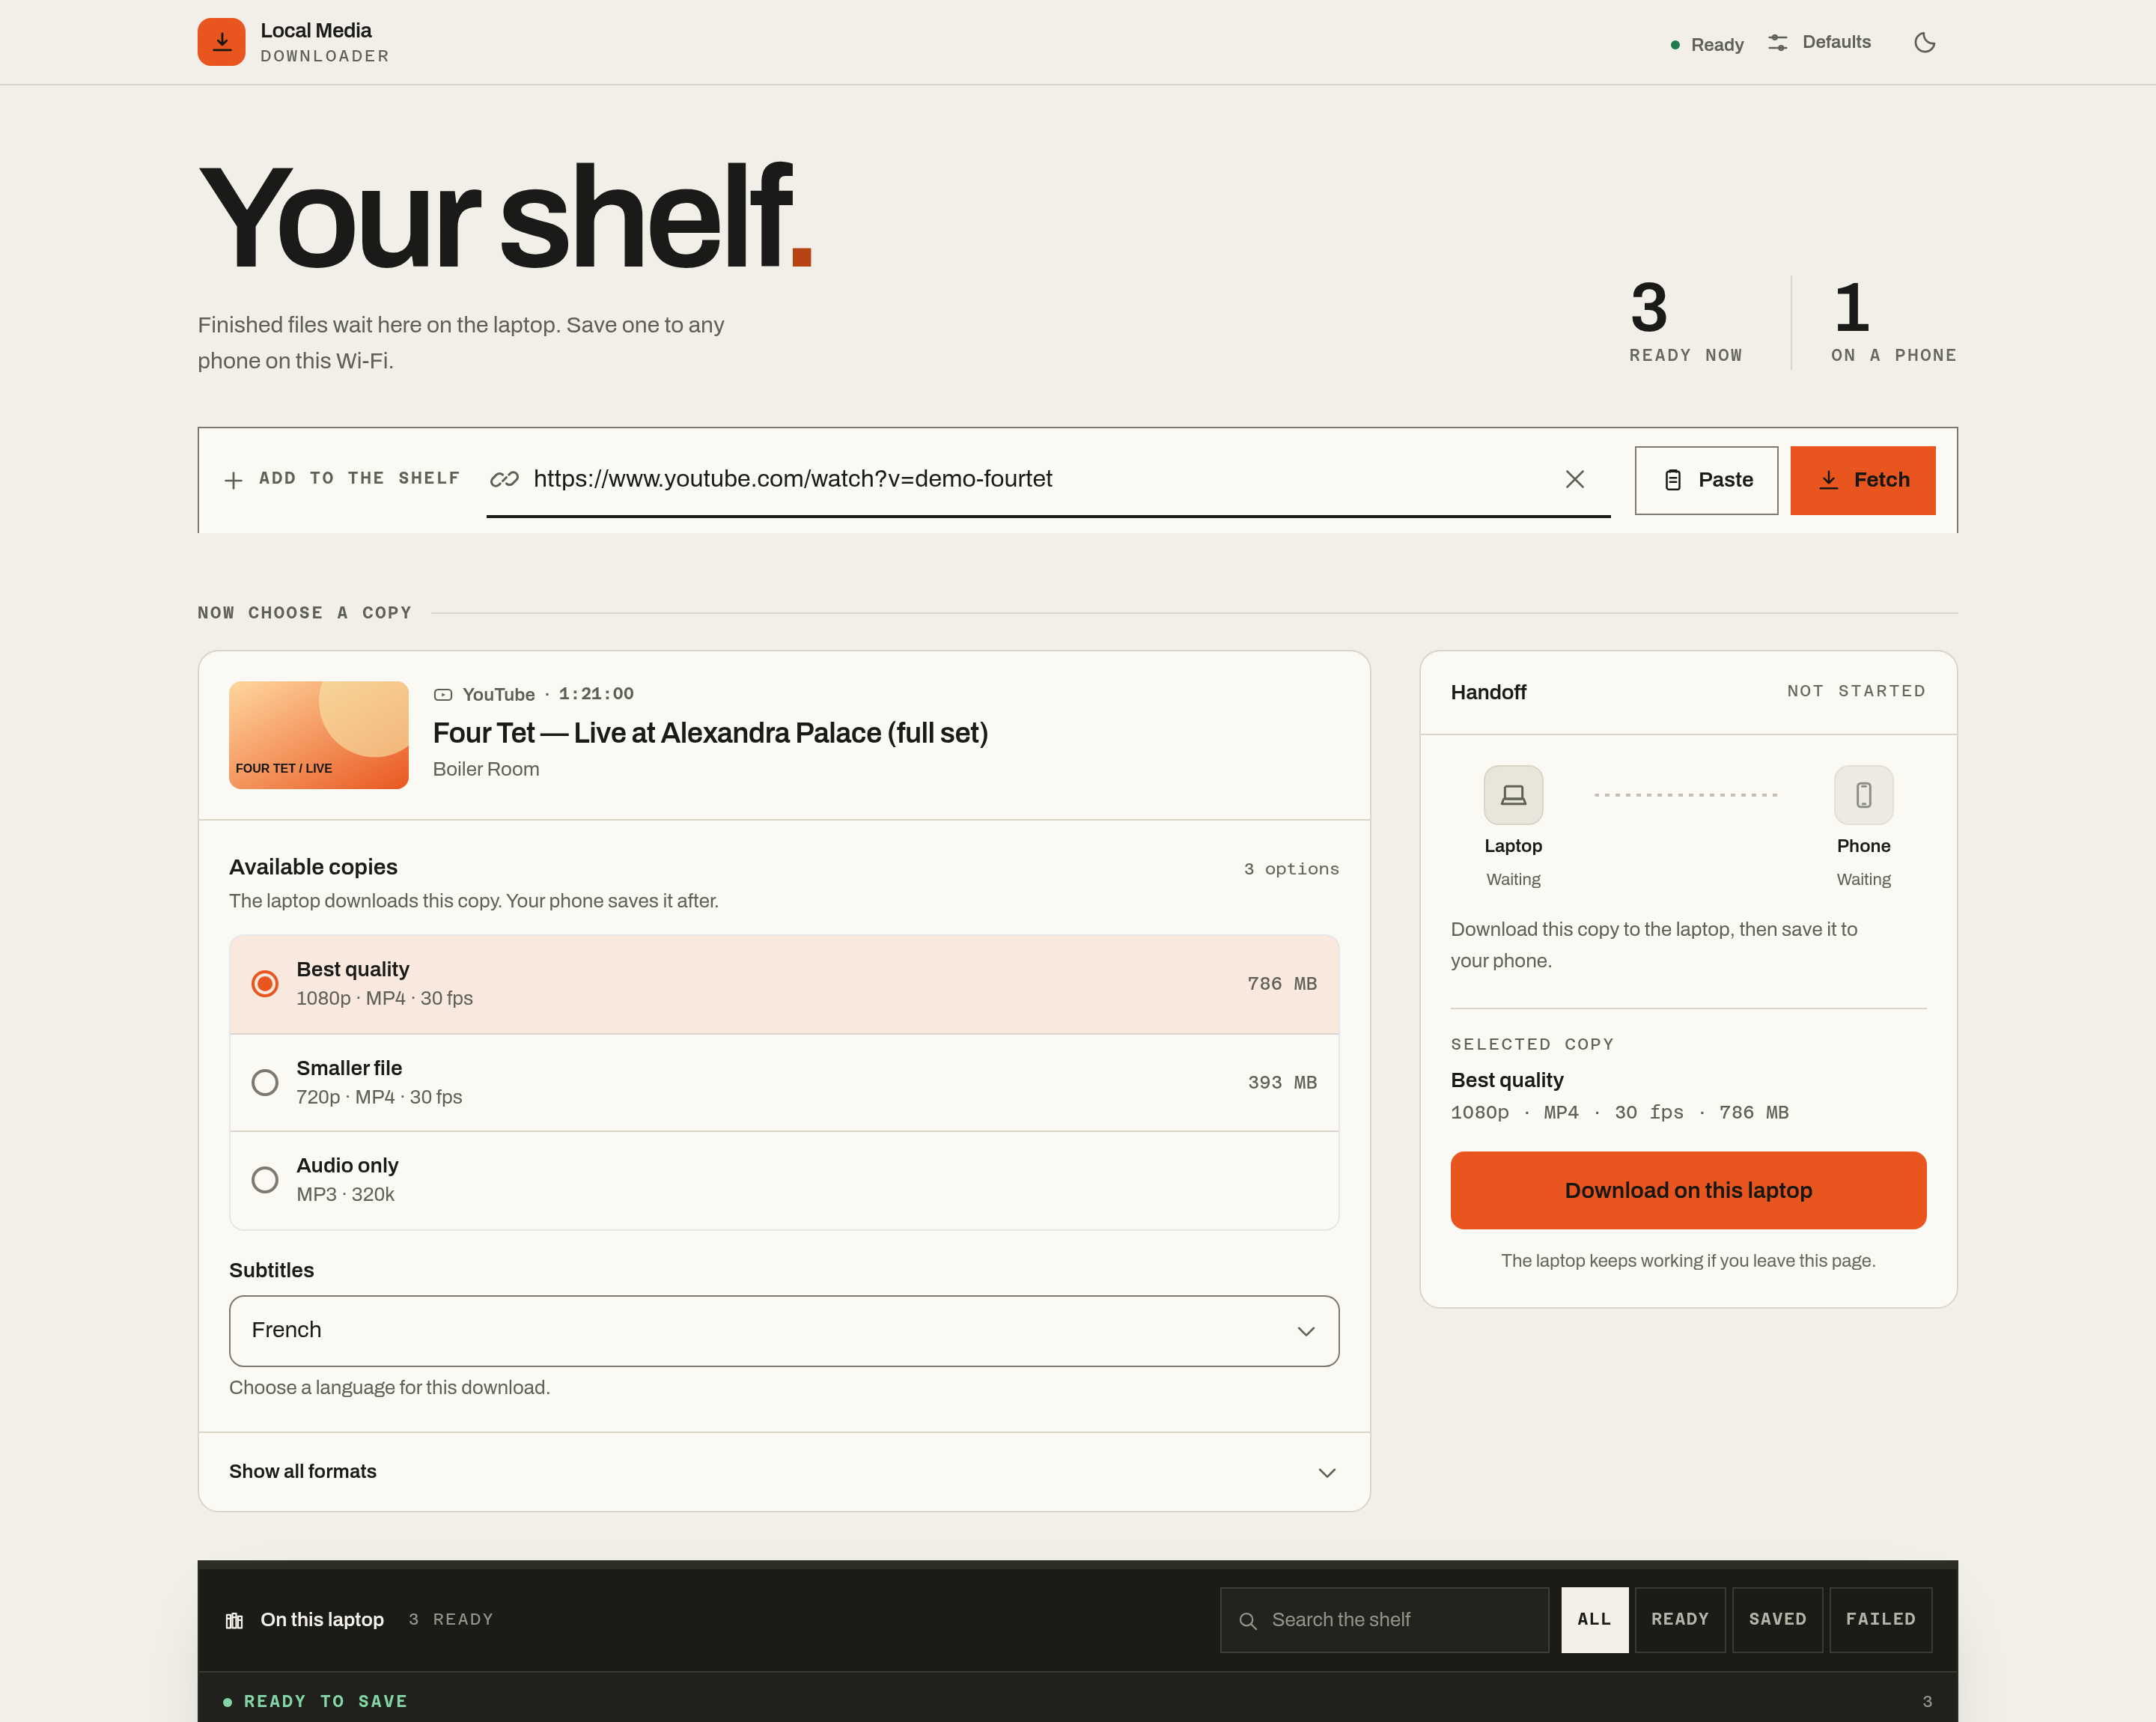 Local Media
DOWNLOADER
Ready
Defaults
Your shelf.
Finished files wait here on the laptop. Save one to any
phone on this Wi-Fi.
3
READY NOW
1
ON A PHONE
ADD TO THE SHELF
https://www.youtube.com/watch?v=demo-fourtet
Paste
Fetch
NOW CHOOSE A COPY
FOUR TET / LIVE
YouTube · 1:21:00
Four Tet — Live at Alexandra Palace (full set)
Boiler Room
Available copies
3 options
The laptop downloads this copy. Your phone saves it after.
Best quality
1080p · MP4 · 30 fps
786 MB
Smaller file
720p · MP4 · 30 fps
393 MB
Audio only
MP3 · 320k
Subtitles
French
Choose a language for this download.
Show all formats
Handoff
NOT STARTED
Laptop
Waiting
Phone
Waiting
Download this copy to the laptop, then save it to
your phone.
SELECTED COPY
Best quality
1080p · MP4 · 30 fps · 786 MB
Download on this laptop
The laptop keeps working if you leave this page.
On this laptop
3 READY
Search the shelf
ALL
READY
SAVED
FAILED
READY TO SAVE
3